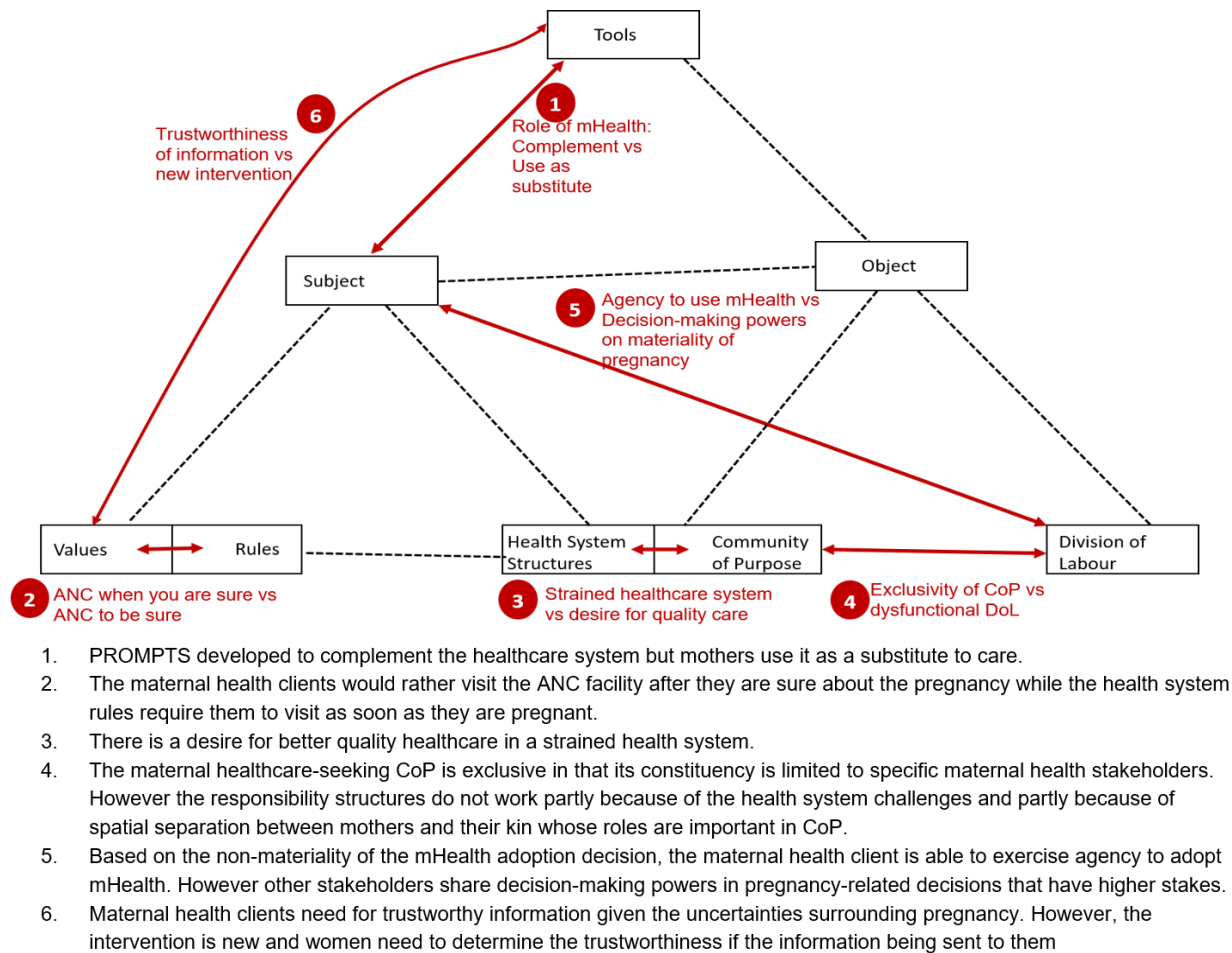 Tools
6
1
Trustworthiness
of information vs
new intervention
Role of mHealth:
Complement vs
Use as
substitute
Subject
Object
5
Agency to use mHealth vs
Decision-making powers
on materiality of
pregnancy
Values
Rules
Health System
Structures
Community
of Purpose
Division of
Labour
2
ANC when you are sure vs
ANC to be sure
3
Strained healthcare system
vs desire for quality care
4
Exclusivity of CoP vs
dysfunctional DoL
1. PROMPTS developed to complement the healthcare system but mothers use it as a substitute to care.
2. The maternal health clients would rather visit the ANC facility after they are sure about the pregnancy while the health system
rules require them to visit as soon as they are pregnant.
3. There is a desire for better quality healthcare in a strained health system.
4. The maternal healthcare-seeking CoP is exclusive in that its constituency is limited to specific maternal health stakeholders.
However the responsibility structures do not work partly because of the health system challenges and partly because of
spatial separation between mothers and their kin whose roles are important in CoP.
5. Based on the non-materiality of the mHealth adoption decision, the maternal health client is able to exercise agency to adopt
mHealth. However other stakeholders share decision-making powers in pregnancy-related decisions that have higher stakes.
6. Maternal health clients need for trustworthy information given the uncertainties surrounding pregnancy. However, the
intervention is new and women need to determine the trustworthiness if the information being sent to them